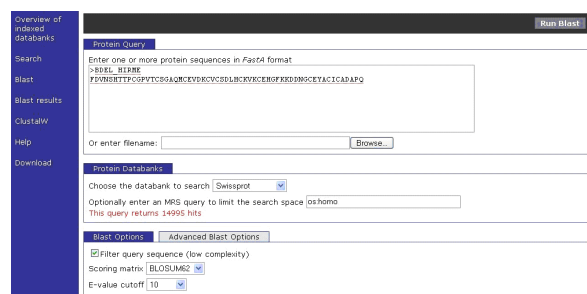 Overview of
indexed
databanks
Search
Blast
Blast results
ClustalW
Help
Download
Run Blast
Protein Query
Enter one or more protein sequences in FastA format
>BDEL_HIRME
FDVNSHTTPCGPVTCSGAQMCEVDKCVCSDLHCKVKCEHGFKKDDNGCEYACICADAPQ
Or enter filename: Browse...
Protein Databanks
Choose the databank to search Swissprot
Optionally enter an MRS query to limit the search space os:homo
This query returns 14995 hits
Blast Options Advanced Blast Options
Filter query sequence (low complexity)
Scoring matrix BLOSUM62
E-value cutoff 10